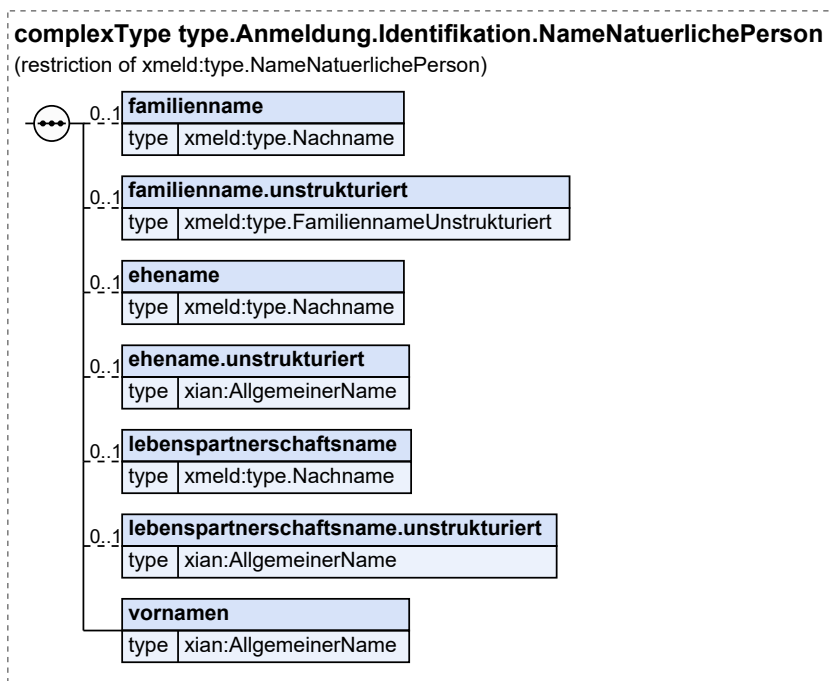 complexType type.Anmeldung.Identifikation.NameNatuerlichePerson
(restriction of xmeld:type.NameNatuerlichePerson)
0..1 familienname
type xmeld:type.Nachname
0..1 familienname.unstrukturiert
type xmeld:type.FamiliennameUnstrukturiert
0..1 ehename
type xmeld:type.Nachname
0..1 ehename.unstrukturiert
type xian:AllgemeinerName
0..1 lebenspartnerschaftsname
type xmeld:type.Nachname
0..1 lebenspartnerschaftsname.unstrukturiert
type xian:AllgemeinerName
vornamen
type xian:AllgemeinerName